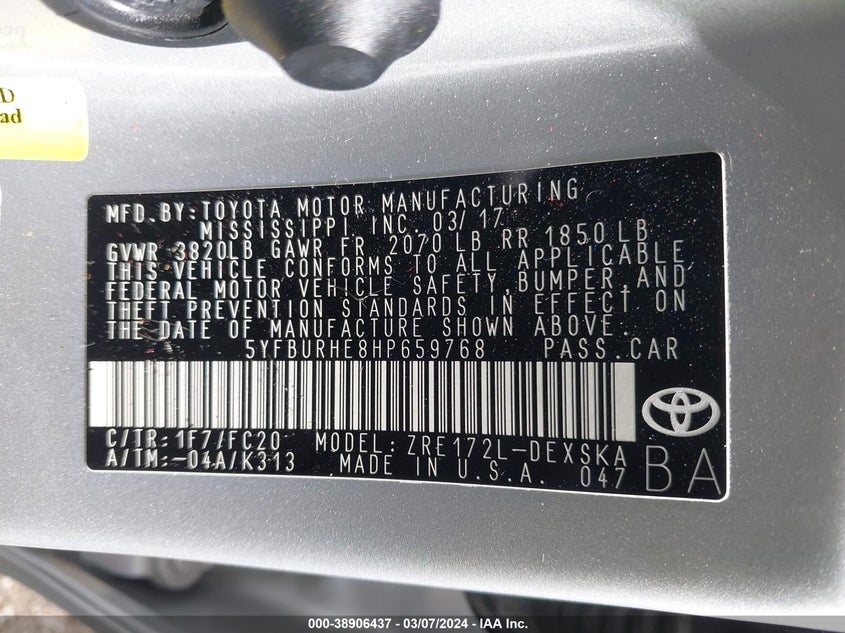 D
ad
MFD.BY:TOYOTA MOTOR MANUFACTURING
MISSISSIPPI, INC. 03/17
GVWR 3820LB GAWR FR 2070 LB RR 1850 LB
THIS VEHICLE CONFORMS TO ALL APPLICABLE
FEDERAL MOTOR VEHICLE SAFETY,BUMPER,AND
THEFT PREVENTION STANDARDS IN EFFECT ON
THE DATE OF MANUFACTURE SHOWN ABOVE.
5YFBURHE8HP659768 PASS.CAR
C/TR:1F7/FC20 MODEL:ZRE172L-DEXSKA
A/TM:-04A/K313 MADE IN U.S.A. 047 BA
000-38906437 - 03/07/2024 - IAA Inc.